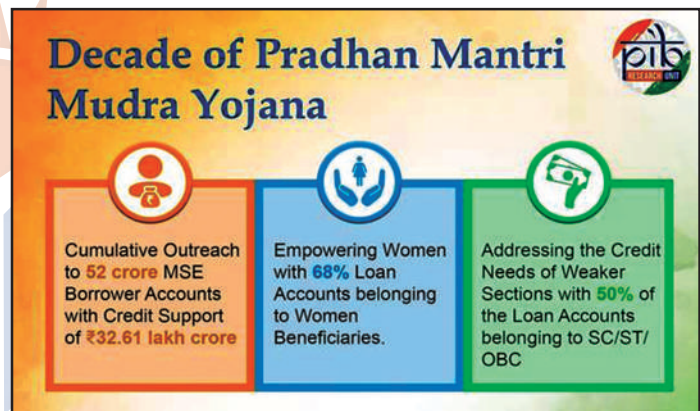 Decade of Pradhan Mantri
Mudra Yojana
pib
RESEARCH UNIT
₹
Cumulative Outreach
to 52 crore MSE
Borrower Accounts
with Credit Support
of ₹32.61 lakh crore
Empowering Women
with 68% Loan
Accounts belonging
to Women
Beneficiaries.
Addressing the Credit
Needs of Weaker
Sections with 50% of
the Loan Accounts
belonging to SC/ST/
OBC